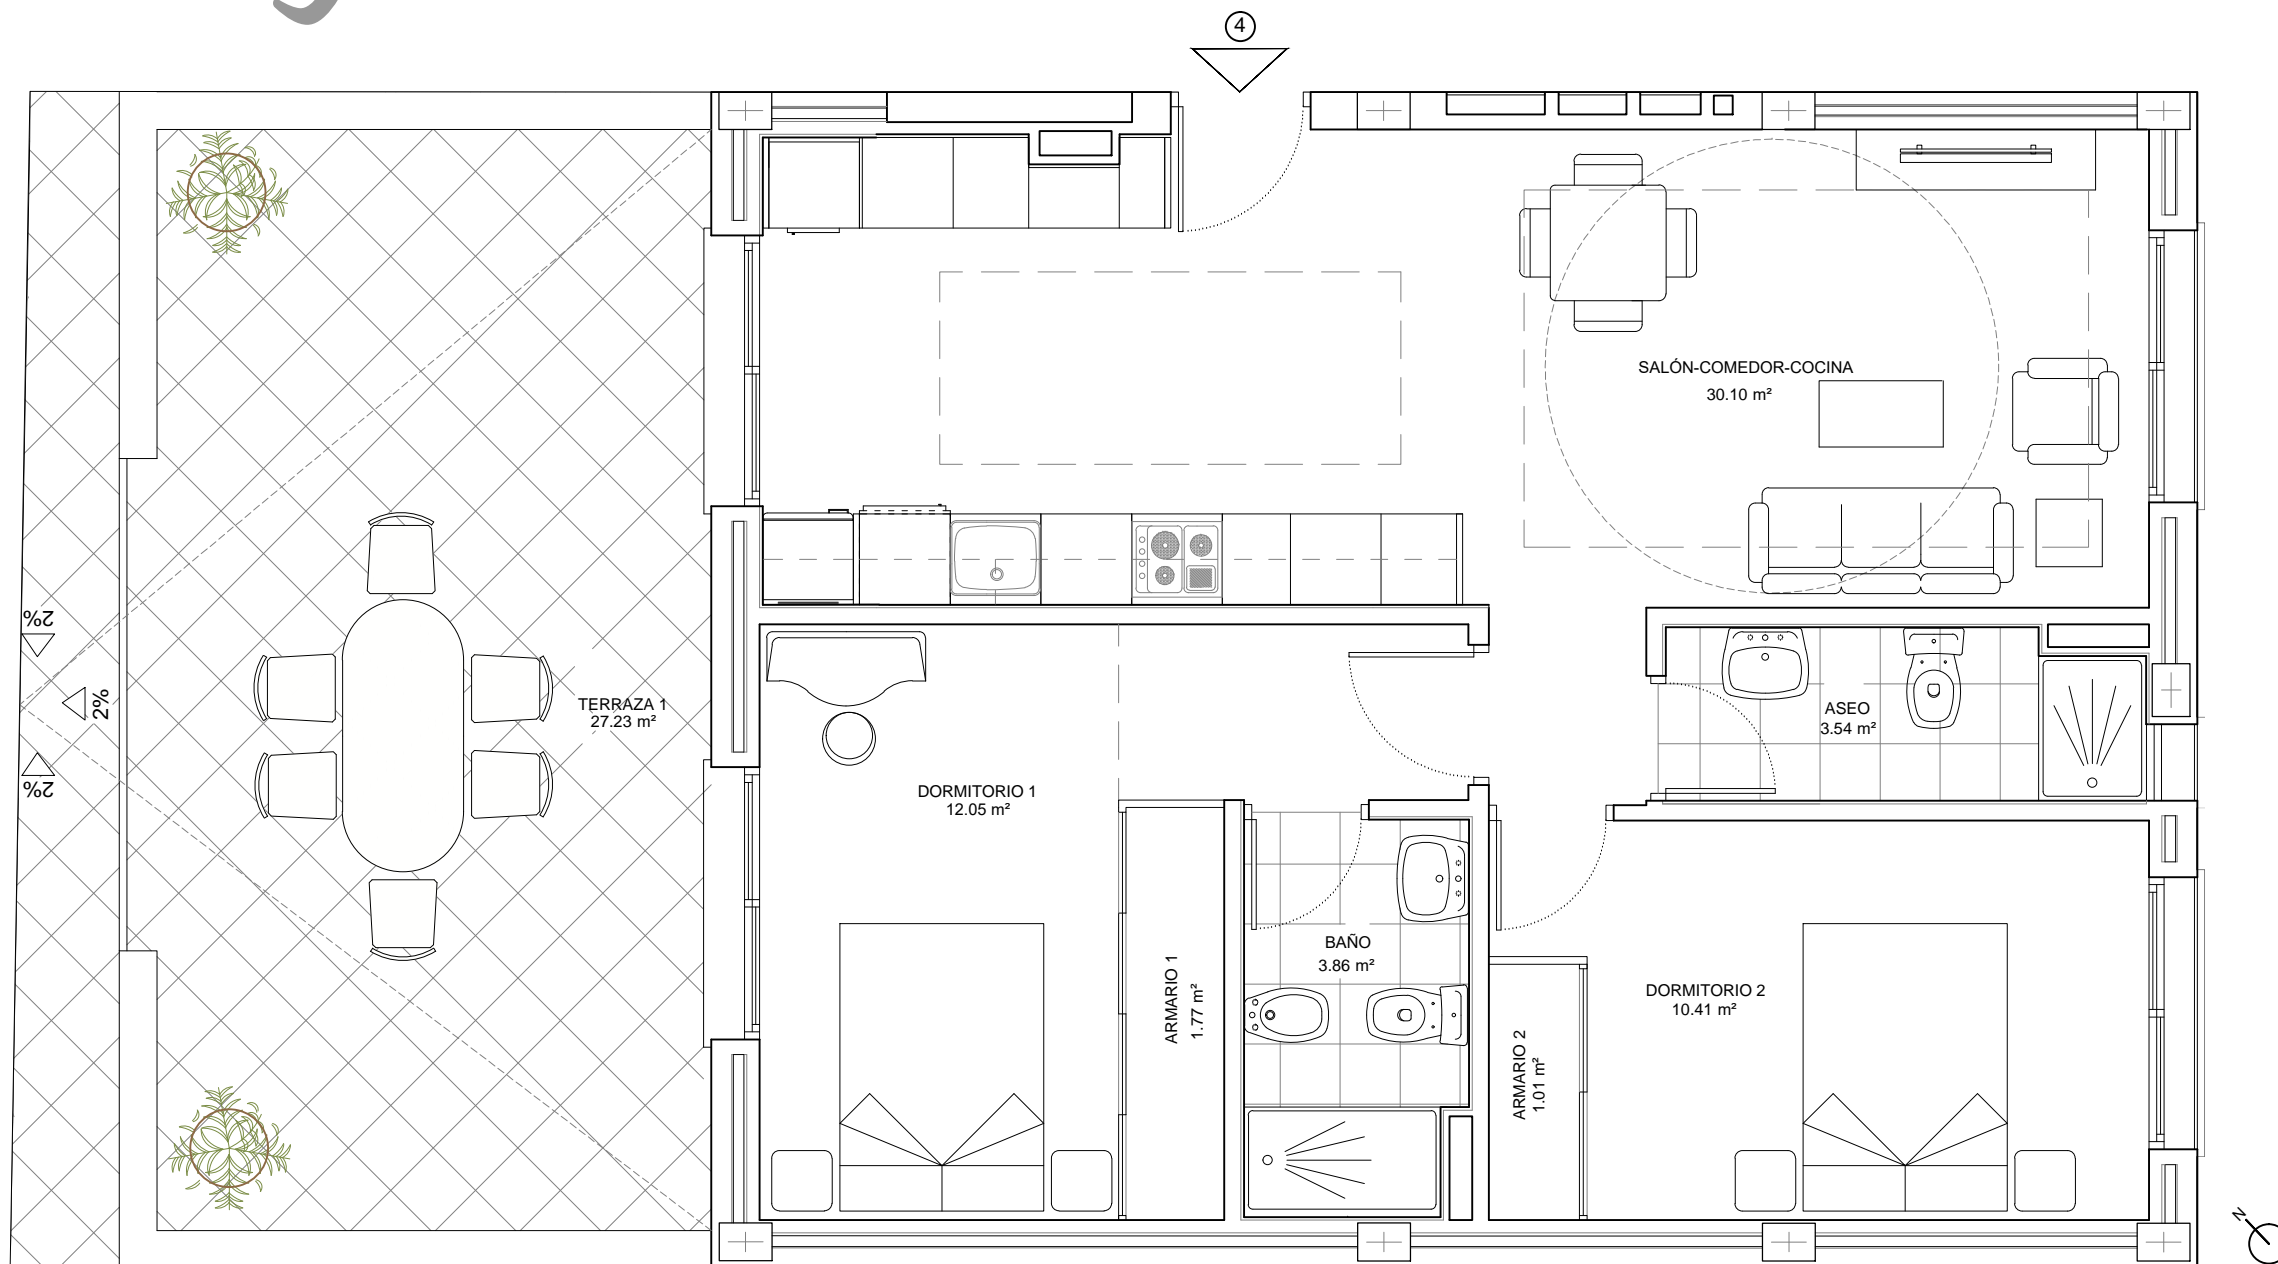 4
SALÓN-COMEDOR-COCINA
30.10 m²
2%
2%
2%
TERRAZA 1
27.23 m²
ASEO
3.54 m²
DORMITORIO 1
12.05 m²
BAÑO
3.86 m²
ARMARIO 1
1.77 m²
DORMITORIO 2
10.41 m²
ARMARIO 2
1.01 m²
N